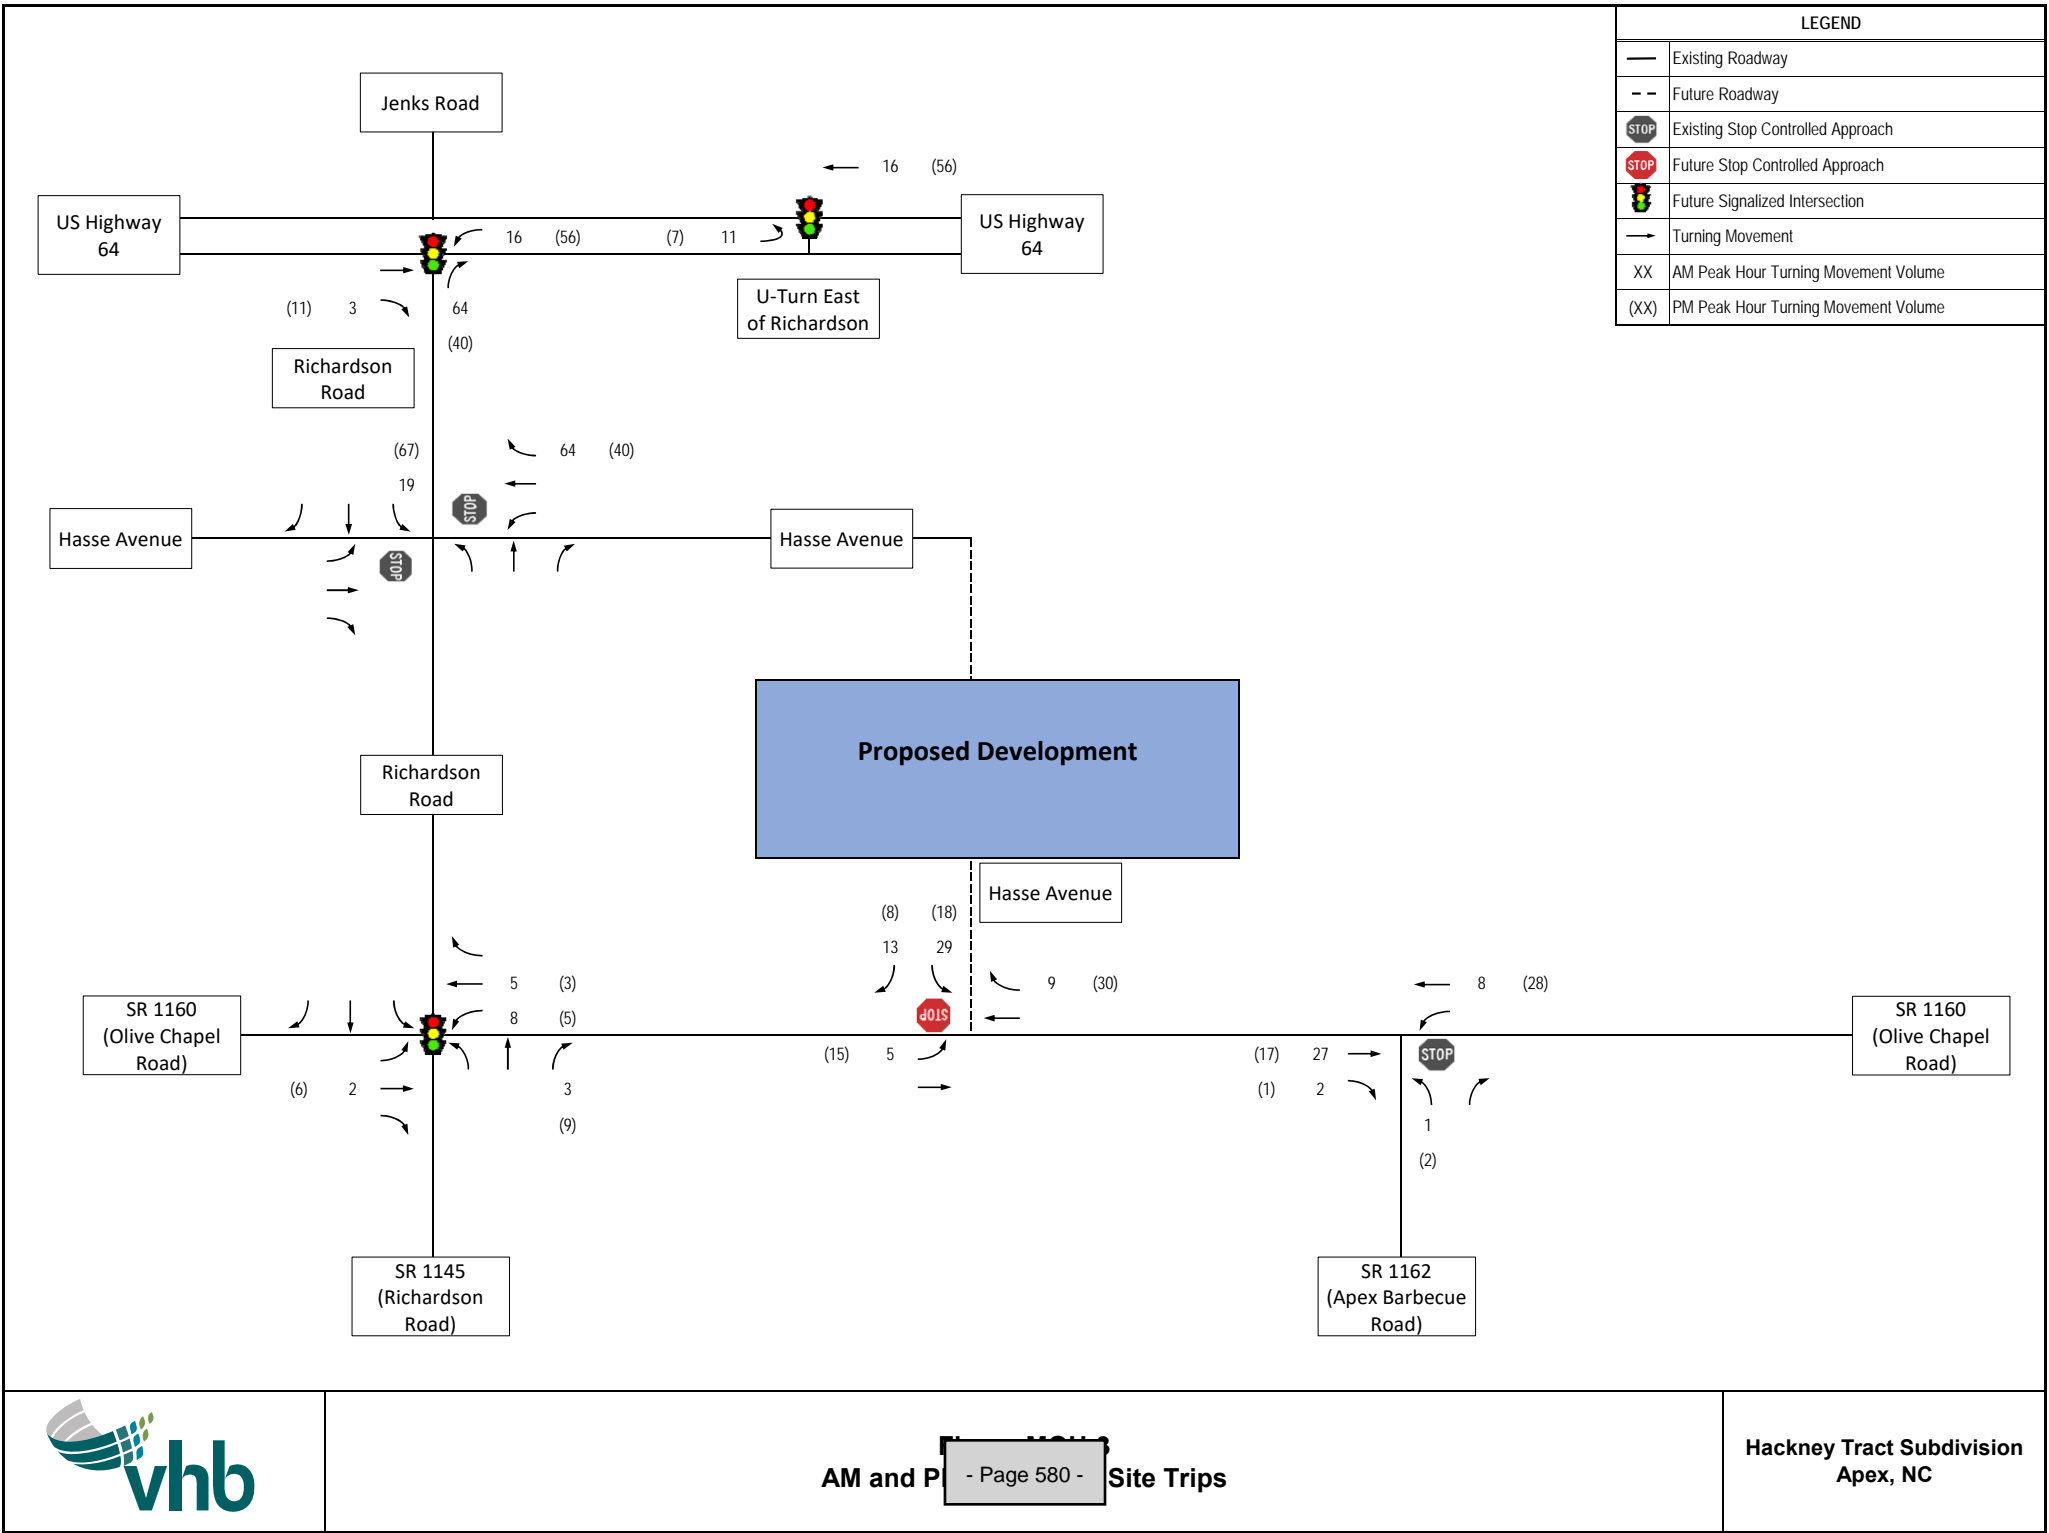 LEGEND
Existing Roadway
Future Roadway
STOP Existing Stop Controlled Approach
STOP Future Stop Controlled Approach
Future Signalized Intersection
Turning Movement
XX AM Peak Hour Turning Movement Volume
(XX) PM Peak Hour Turning Movement Volume
Jenks Road
16 (56)
US Highway
64
US Highway
64
16 (56) (7) 11
(11) 3 64
(40)
U-Turn East
of Richardson
Richardson
Road
(67) 64 (40)
19
STOP
Hasse Avenue
Hasse Avenue
STOP
Proposed Development
Richardson
Road
Hasse Avenue
(8) (18)
13 29
5 (3) 9 (30) 8 (28)
SR 1160
(Olive Chapel
Road)
8 (5)
STOP
SR 1160
(Olive Chapel
Road)
(15) 5 (17) 27 STOP
(6) 2 3 (1) 2
(9) 1
(2)
SR 1145
(Richardson
Road)
SR 1162
(Apex Barbecue
Road)
vhb
AM and P
- Page 580 -
Site Trips
Hackney Tract Subdivision
Apex, NC